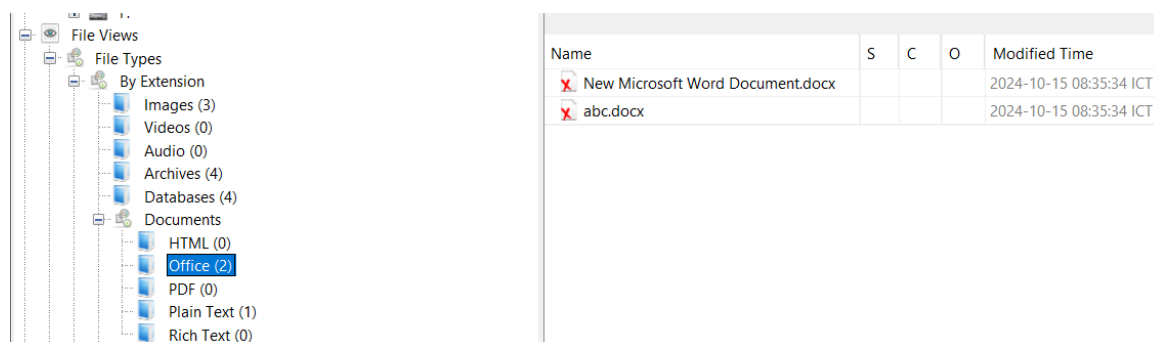 File Views
File Types
By Extension
Images (3)
Videos (0)
Audio (0)
Archives (4)
Databases (4)
Documents
HTML (0)
Office (2)
PDF (0)
Plain Text (1)
Rich Text (0)
Name S C O Modified Time
New Microsoft Word Document.docx 2024-10-15 08:35:34 ICT
abc.docx 2024-10-15 08:35:34 ICT